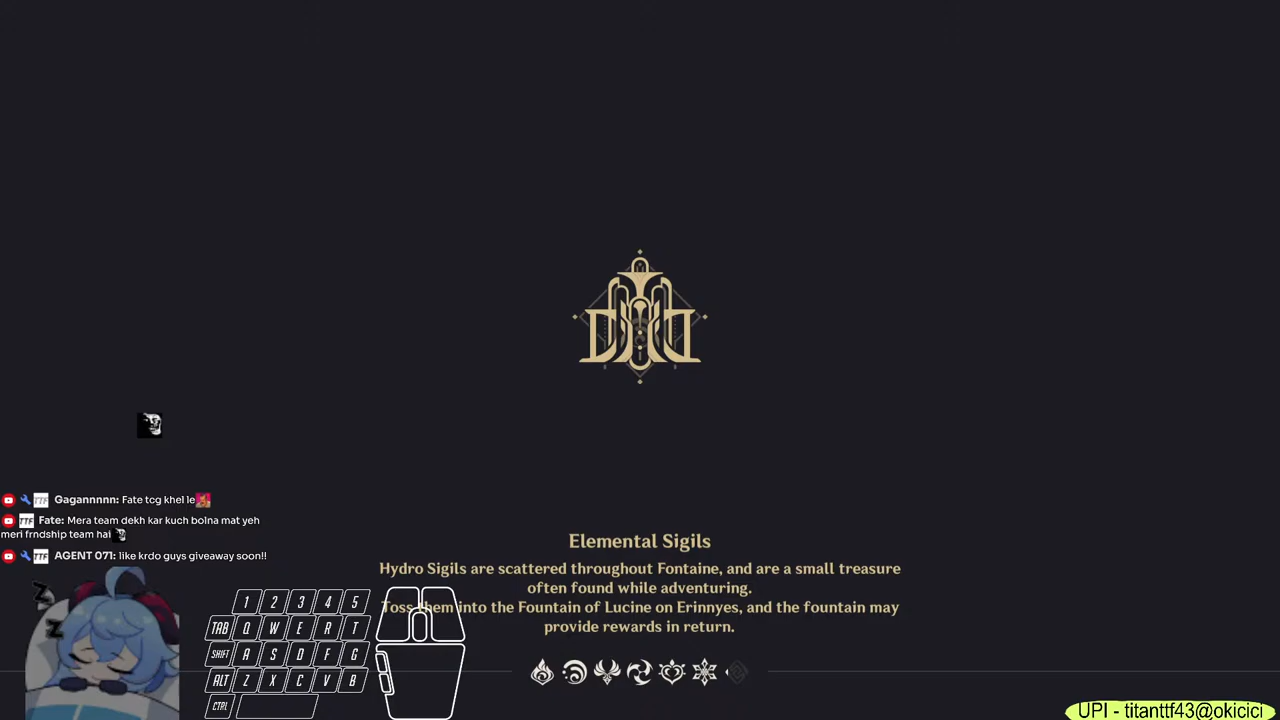 Gagannnnn: Fate tcg khel le
Fate: Mera team dekh kar kuch bolna mat yeh
meri frndship team hai
AGENT 071: like krdo guys giveaway soon!!
Elemental Sigils
Hydro Sigils are scattered throughout Fontaine, and are a small treasure
often found while adventuring.
Toss them into the Fountain of Lucine on Erinnyes, and the fountain may
provide rewards in return.
Z
Z
1 2 3 4 5
TAB Q W E R T
SHIFT A S D F G
ALT Z X C V B
CTRL
UPI - titanttf43@okicici